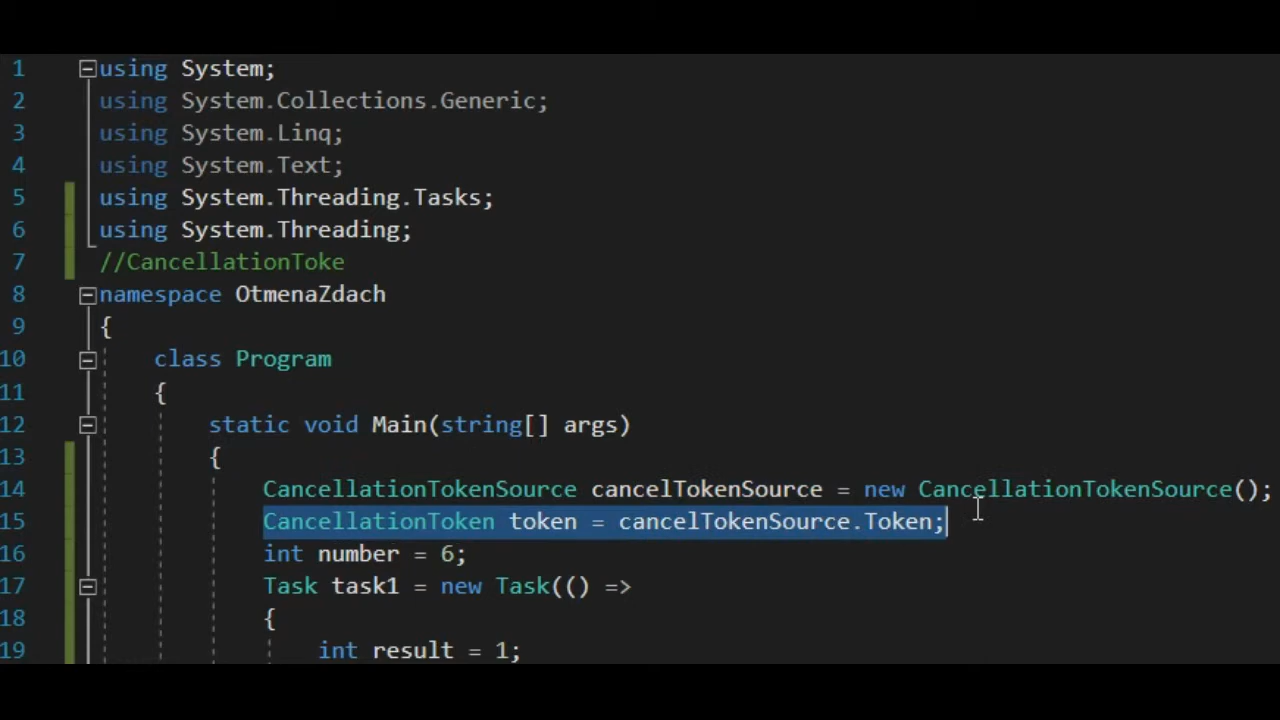 1 using System;
2 using System.Collections.Generic;
3 using System.Linq;
4 using System.Text;
5 using System.Threading.Tasks;
6 using System.Threading;
7 //CancellationToke
8 namespace OtmenaZdach
9 {
10 class Program
11 {
12 static void Main(string[] args)
13 {
14 CancellationTokenSource cancelTokenSource = new CancellationTokenSource();
15 CancellationToken token = cancelTokenSource.Token;
16 int number = 6;
17 Task task1 = new Task(() =>
18 {
19 int result = 1;